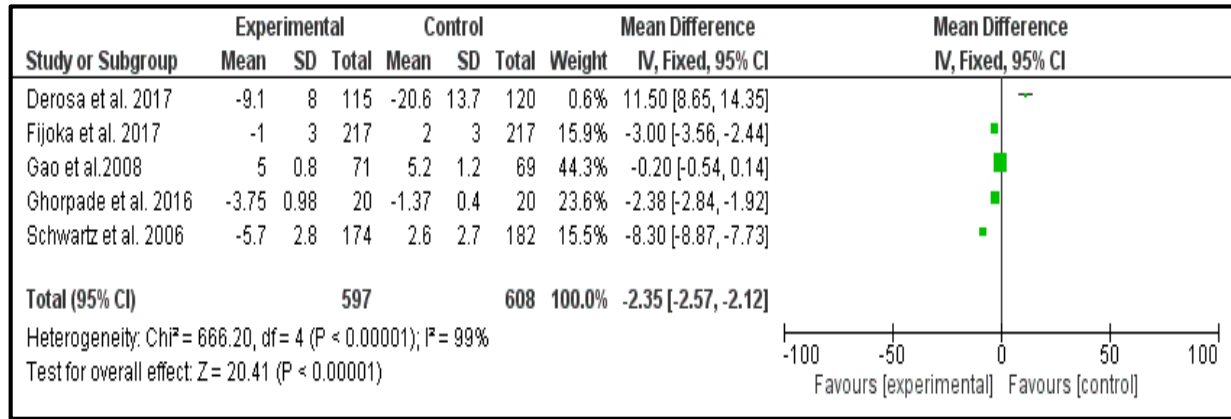 Experimental Control Mean Difference Mean Difference
Study or Subgroup Mean SD Total Mean SD Total Weight IV, Fixed, 95% CI IV, Fixed, 95% CI
Derosa et al. 2017 -9.1 8 115 -20.6 13.7 120 0.6% 11.50 [8.65, 14.35]
Fijoka et al. 2017 -1 3 217 2 3 217 15.9% -3.00 [-3.56, -2.44]
Gao et al.2008 5 0.8 71 5.2 1.2 69 44.3% -0.20 [-0.54, 0.14]
Ghorpade et al. 2016 -3.75 0.98 20 -1.37 0.4 20 23.6% -2.38 [-2.84, -1.92]
Schwartz et al. 2006 -5.7 2.8 174 2.6 2.7 182 15.5% -8.30 [-8.87, -7.73]
Total (95% CI) 597 608 100.0% -2.35 [-2.57, -2.12]
Heterogeneity: Chi² = 666.20, df = 4 (P < 0.00001); I² = 99%
Test for overall effect: Z = 20.41 (P < 0.00001)
-100 -50 0 50 100
Favours [experimental] Favours [control]